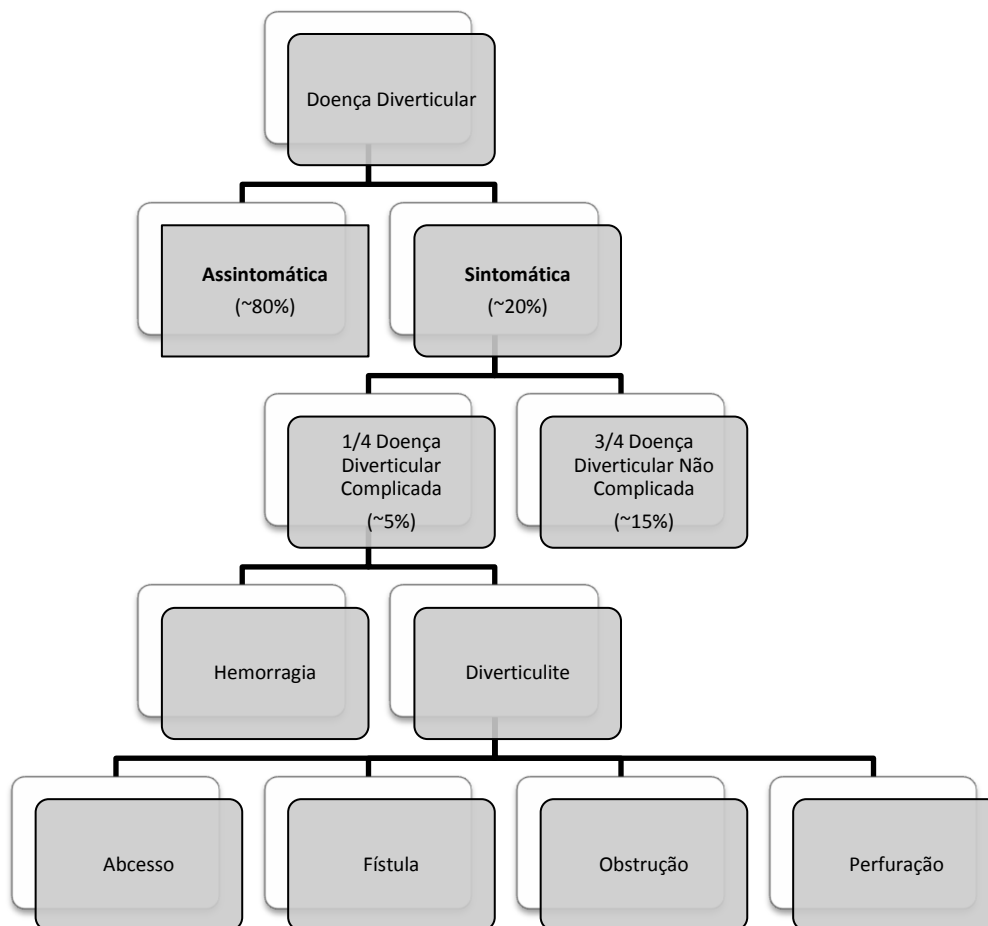 Doença Diverticular
Assintomática
(~80%)
Sintomática
(~20%)
1/4 Doença
Diverticular
Complicada
(~5%)
3/4 Doença
Diverticular Não
Complicada
(~15%)
Hemorragia
Diverticulite
Abcesso
Fístula
Obstrução
Perfuração